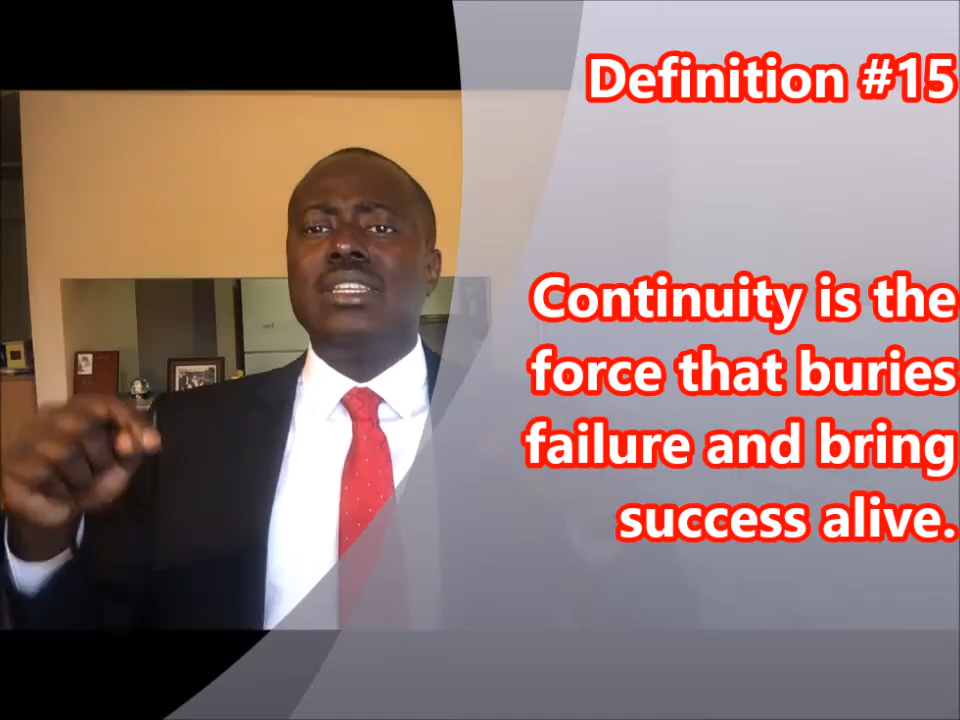 Definition #15
Continuity is the
force that buries
failure and bring
success alive.